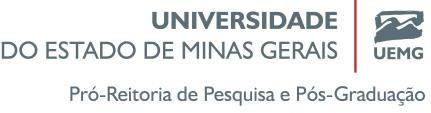 UNIVERSIDADE
DO ESTADO DE MINAS GERAIS
UEMG
Pró-Reitoria de Pesquisa e Pós-Graduação